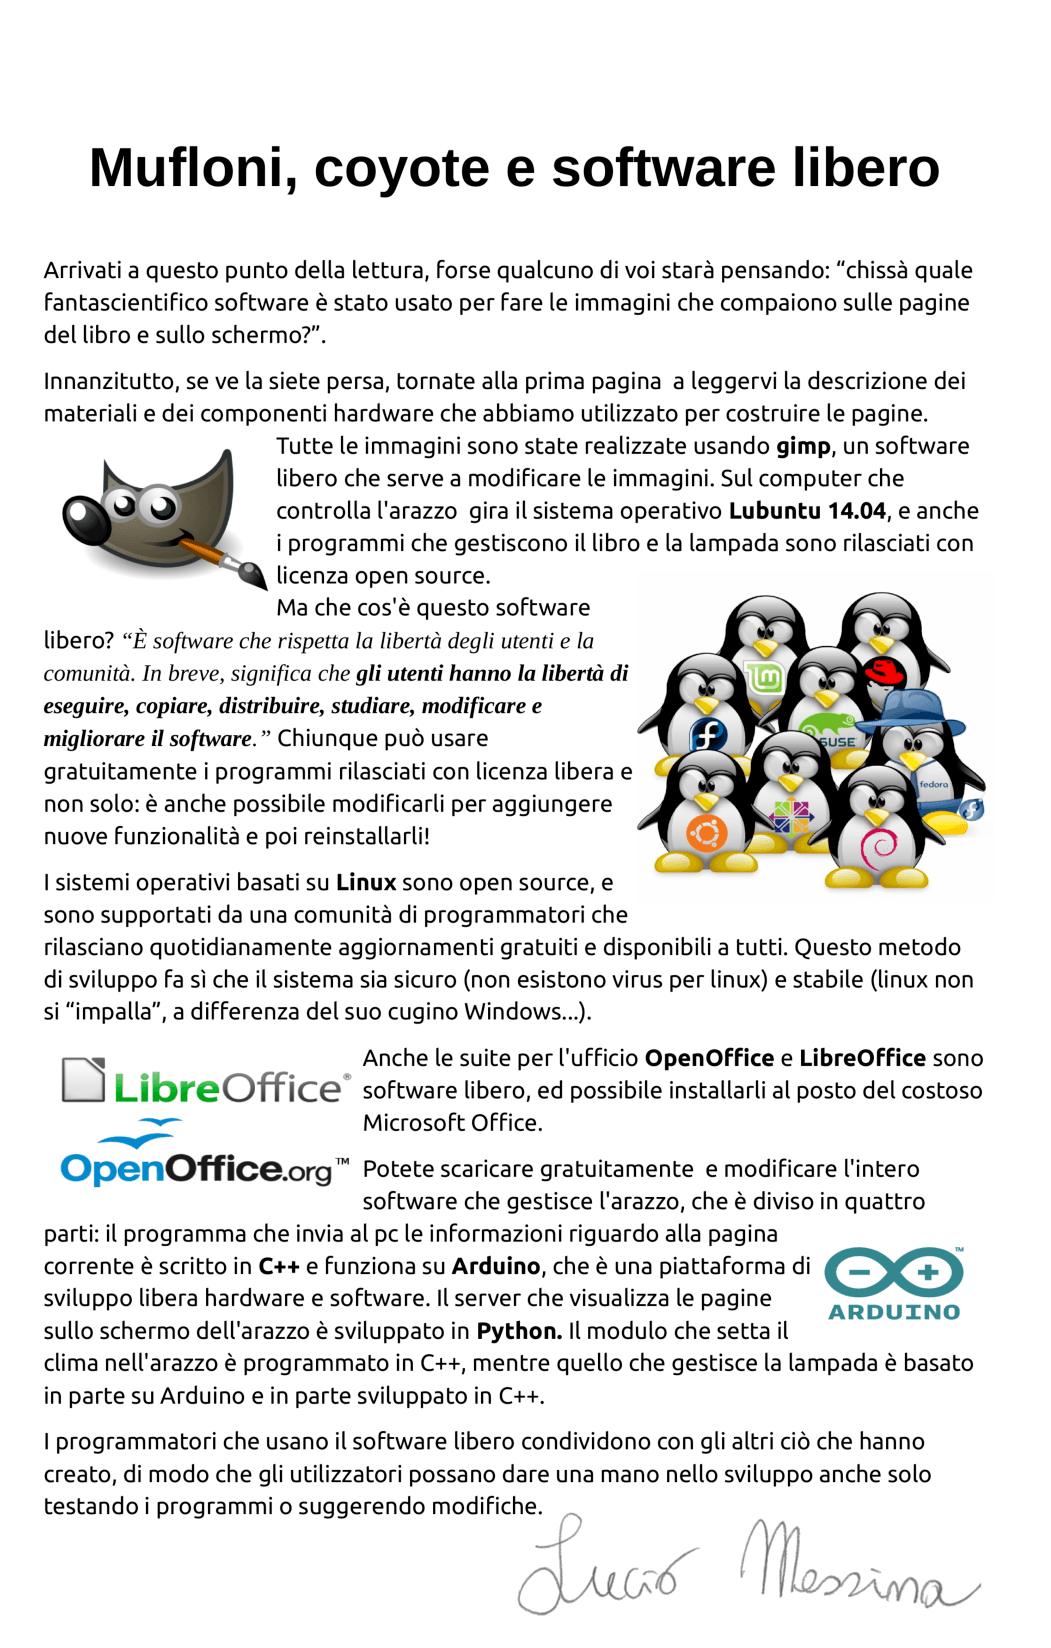 Mufloni, coyote e software libero
Arrivati a questo punto della lettura, forse qualcuno di voi starà pensando: “chissà quale
fantascientifico software è stato usato per fare le immagini che compaiono sulle pagine
del libro e sullo schermo?”.
Innanzitutto, se ve la siete persa, tornate alla prima pagina  a leggervi la descrizione dei
materiali e dei componenti hardware che abbiamo utilizzato per costruire le pagine.
Tutte le immagini sono state realizzate usando gimp, un software
libero che serve a modificare le immagini. Sul computer che
controlla l'arazzo  gira il sistema operativo Lubuntu 14.04, e anche
i programmi che gestiscono il libro e la lampada sono rilasciati con
licenza open source.
Ma che cos'è questo software
libero? “È software che rispetta la libertà degli utenti e la
comunità. In breve, significa che gli utenti hanno la libertà di
eseguire, copiare, distribuire, studiare, modificare e
migliorare il software.” Chiunque può usare
gratuitamente i programmi rilasciati con licenza libera e
non solo: è anche possibile modificarli per aggiungere
nuove funzionalità e poi reinstallarli!
SUSE
fedora
I sistemi operativi basati su Linux sono open source, e
sono supportati da una comunità di programmatori che
rilasciano quotidianamente aggiornamenti gratuiti e disponibili a tutti. Questo metodo
di sviluppo fa sì che il sistema sia sicuro (non esistono virus per linux) e stabile (linux non
si “impalla”, a differenza del suo cugino Windows...).
LibreOffice®
OpenOffice.org™
Anche le suite per l'ufficio OpenOffice e LibreOffice sono
software libero, ed possibile installarli al posto del costoso
Microsoft Office.
Potete scaricare gratuitamente  e modificare l'intero
software che gestisce l'arazzo, che è diviso in quattro
parti: il programma che invia al pc le informazioni riguardo alla pagina
corrente è scritto in C++ e funziona su Arduino, che è una piattaforma di
sviluppo libera hardware e software. Il server che visualizza le pagine
sullo schermo dell'arazzo è sviluppato in Python. Il modulo che setta il
clima nell'arazzo è programmato in C++, mentre quello che gestisce la lampada è basato
in parte su Arduino e in parte sviluppato in C++.
ARDUINO™
I programmatori che usano il software libero condividono con gli altri ciò che hanno
creato, di modo che gli utilizzatori possano dare una mano nello sviluppo anche solo
testando i programmi o suggerendo modifiche.
Lucio Messina